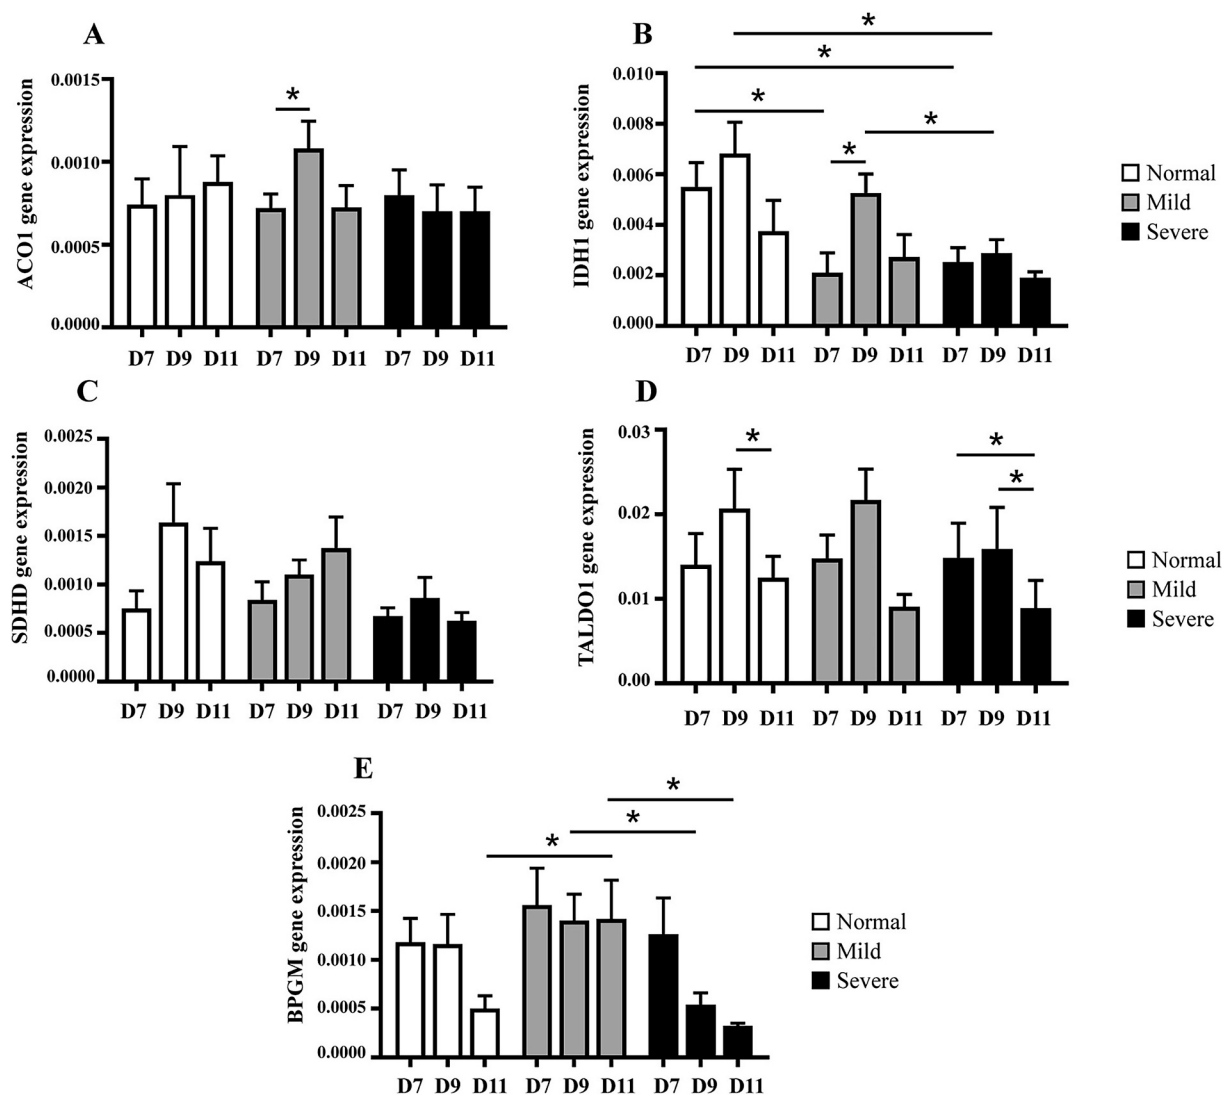 A
ACO1 gene expression
0.0015
0.0010
0.0005
0.0000
*
D7 D9 D11 D7 D9 D11 D7 D9 D11
B
IDH1 gene expression
0.010
0.008
0.006
0.004
0.002
0.000
*
*
*
*
*
D7 D9 D11 D7 D9 D11 D7 D9 D11
Normal
Mild
Severe
C
SDHD gene expression
0.0025
0.0020
0.0015
0.0010
0.0005
0.0000
D7 D9 D11 D7 D9 D11 D7 D9 D11
D
TALDO1 gene expression
0.03
0.02
0.01
0.00
*
*
*
D7 D9 D11 D7 D9 D11 D7 D9 D11
Normal
Mild
Severe
E
BPGM gene expression
0.0025
0.0020
0.0015
0.0010
0.0005
0.0000
*
*
*
D7 D9 D11 D7 D9 D11 D7 D9 D11
Normal
Mild
Severe